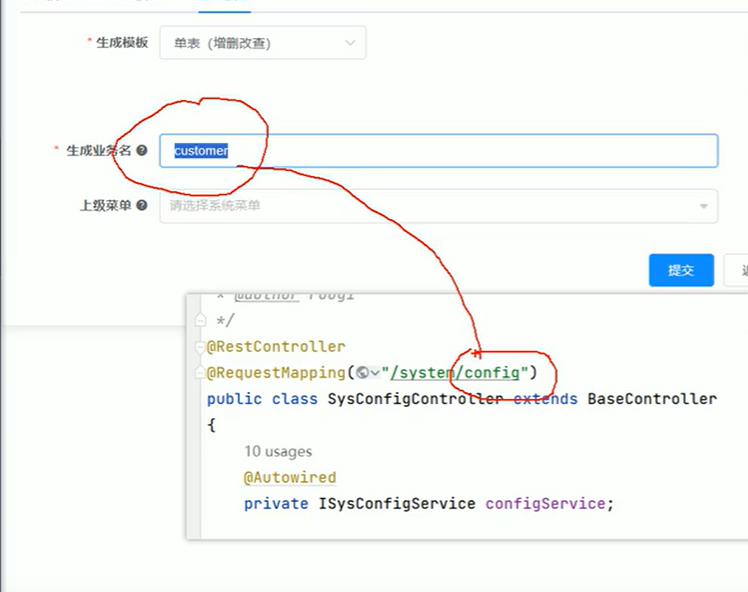 * 生成模板 单表（增删改查）
* 生成业务名 customer
上级菜单 请选择系统菜单
提交
* @author ruoyi
*/
@RestController
@RequestMapping("/system/config")
public class SysConfigController extends BaseController
{
10 usages
@Autowired
private ISysConfigService configService;